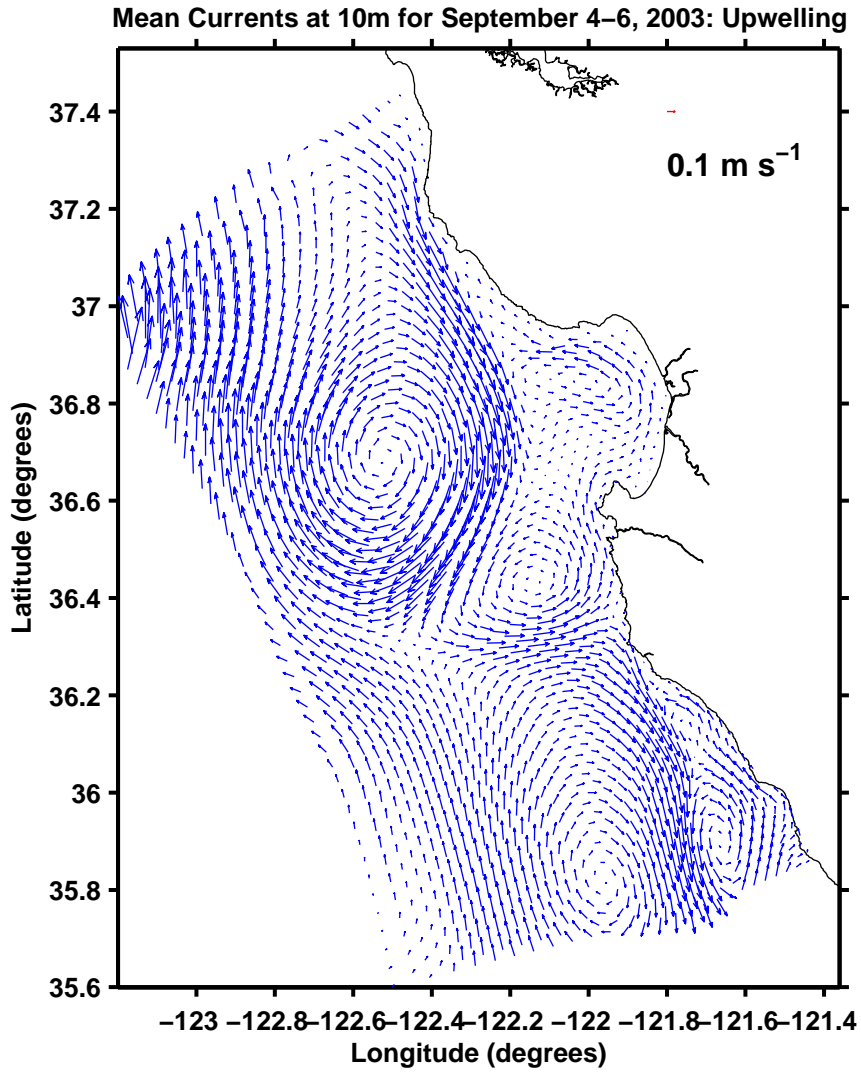 Mean Currents at 10m for September 4–6, 2003: Upwelling
0.1 m s⁻¹
37.4
37.2
37
36.8
36.6
36.4
36.2
36
35.8
35.6
Latitude (degrees)
−123 −122.8 −122.6 −122.4 −122.2 −122 −121.8 −121.6 −121.4
Longitude (degrees)